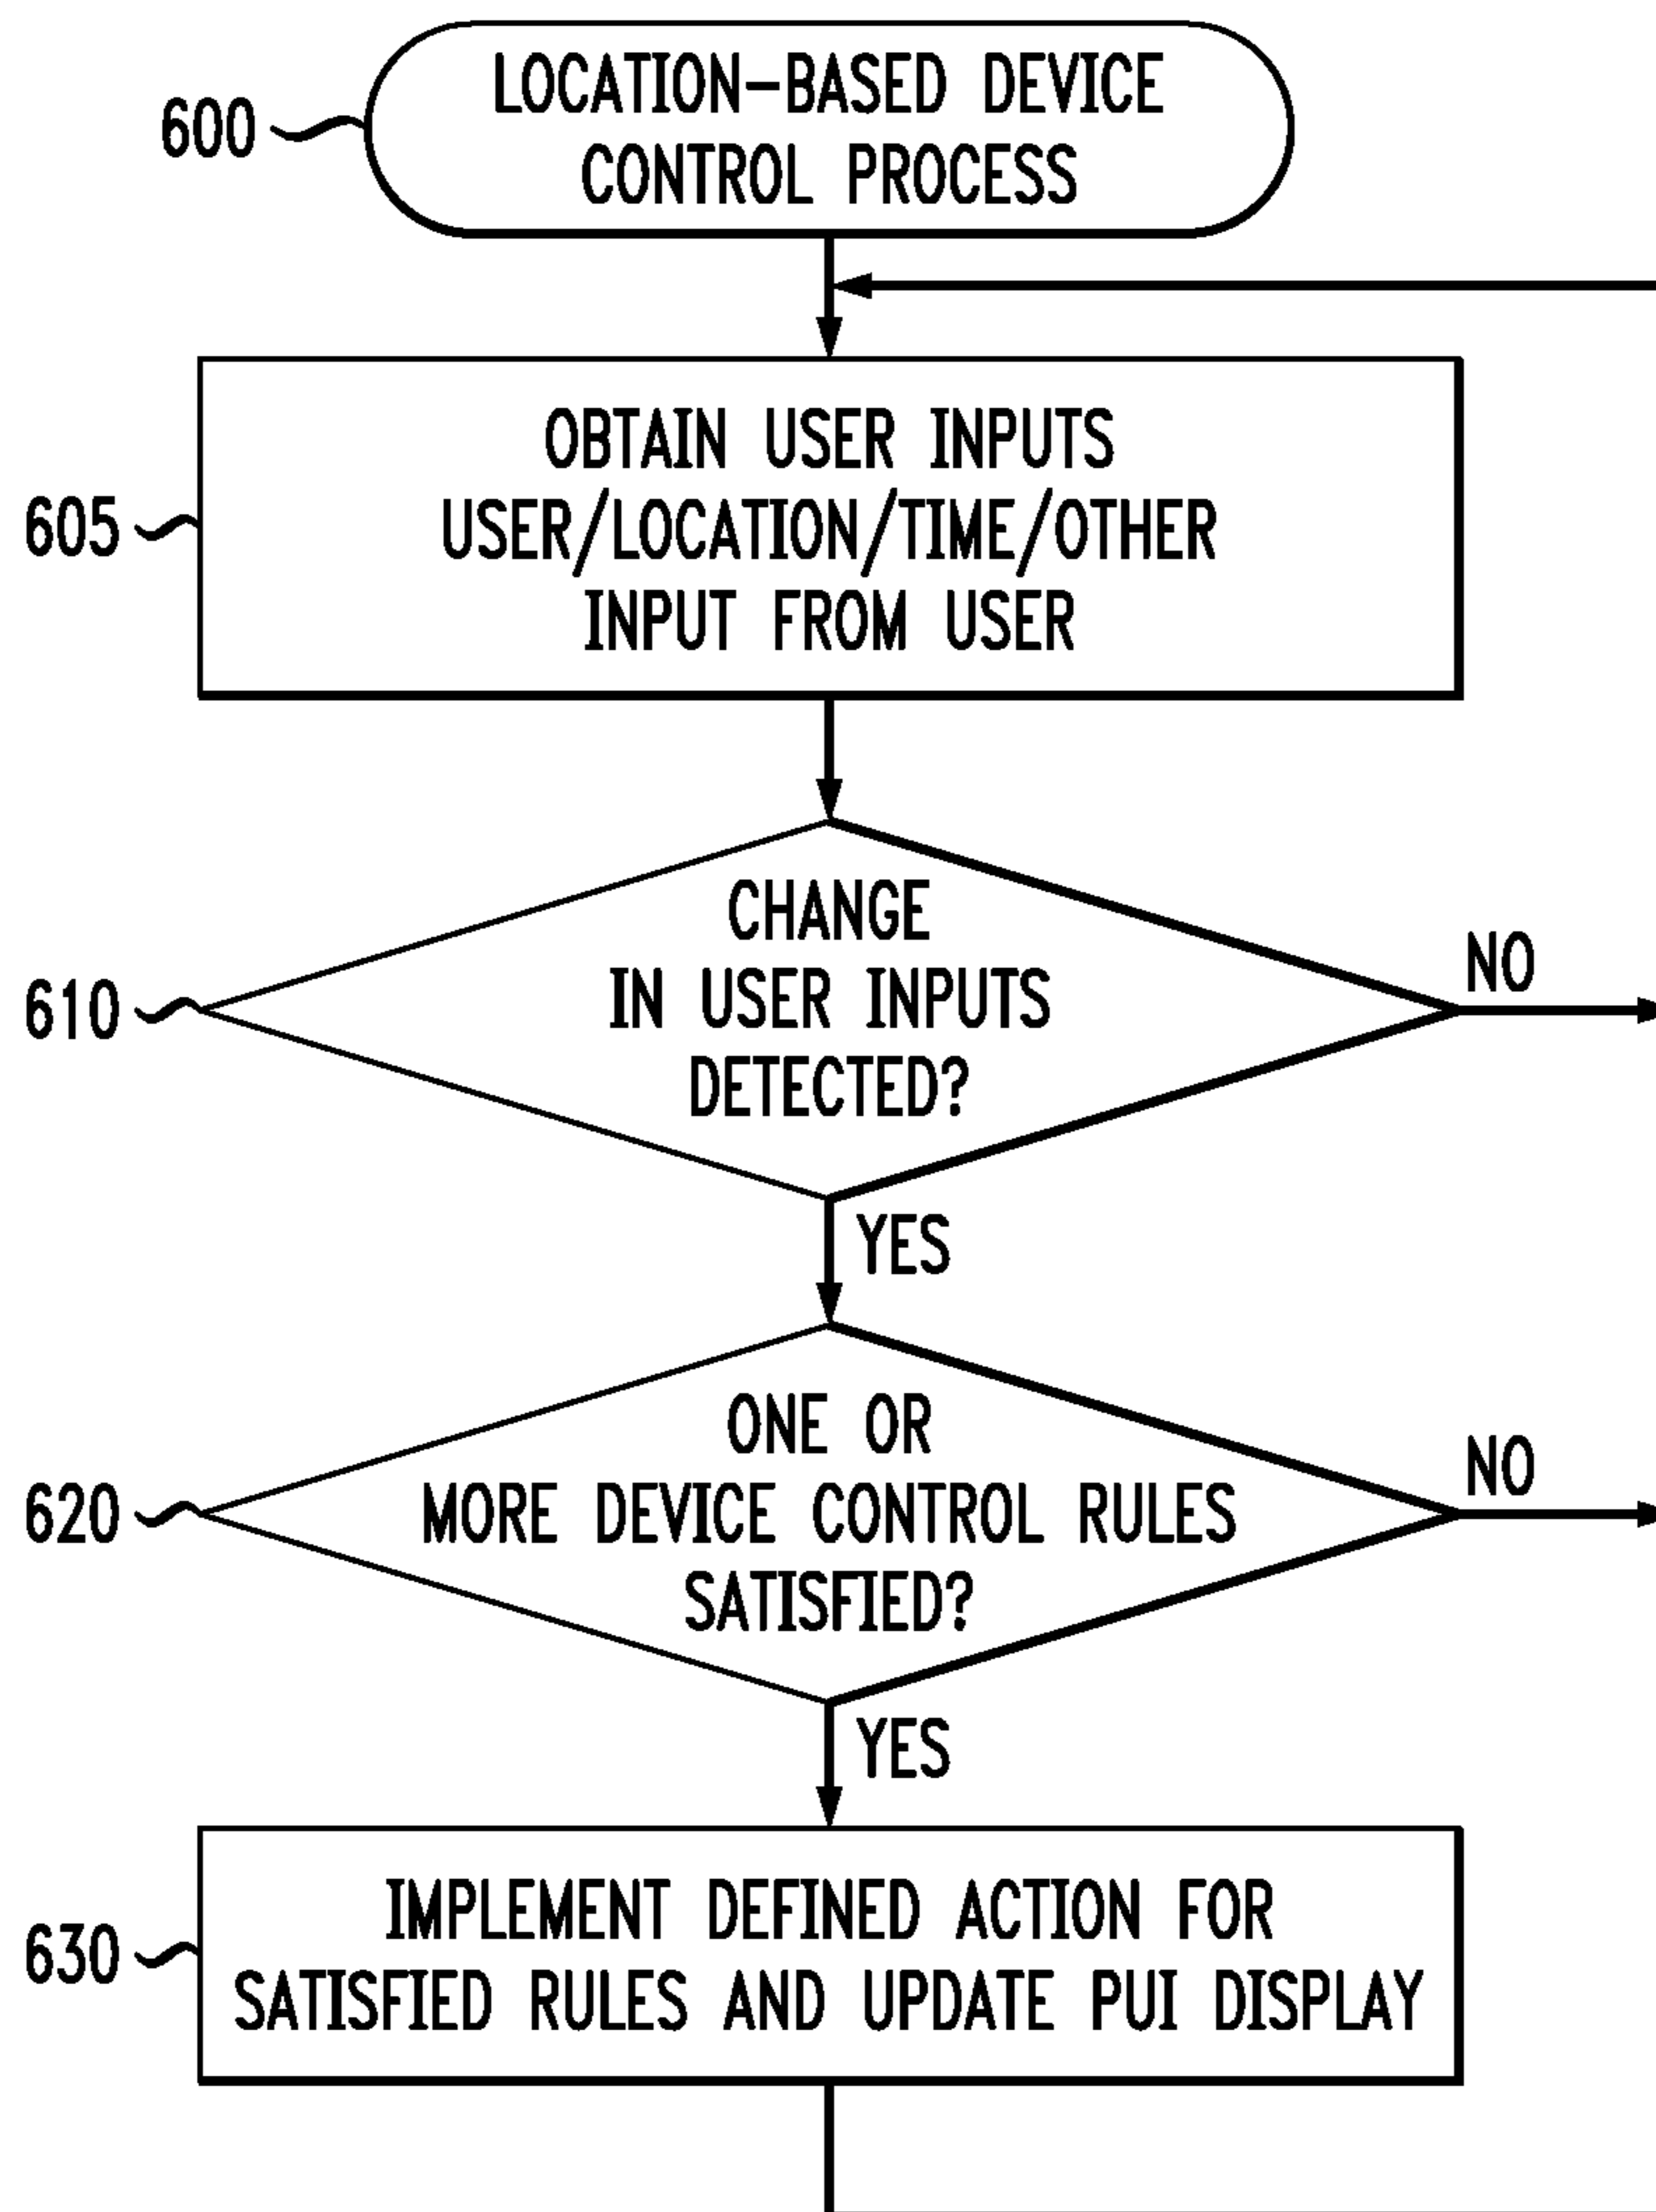 LOCATION-BASED DEVICE
CONTROL PROCESS
600
OBTAIN USER INPUTS
USER/LOCATION/TIME/OTHER
INPUT FROM USER
605
CHANGE
IN USER INPUTS
DETECTED?
610
NO
YES
ONE OR
MORE DEVICE CONTROL RULES
SATISFIED?
620
NO
YES
IMPLEMENT DEFINED ACTION FOR
SATISFIED RULES AND UPDATE PUI DISPLAY
630